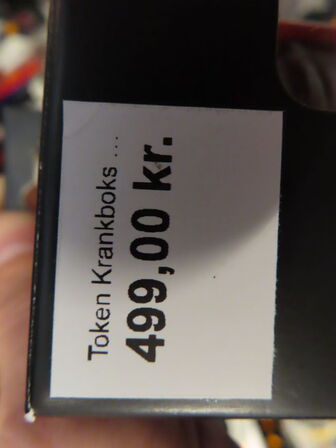 Token Krankboks ...
499,00 kr.